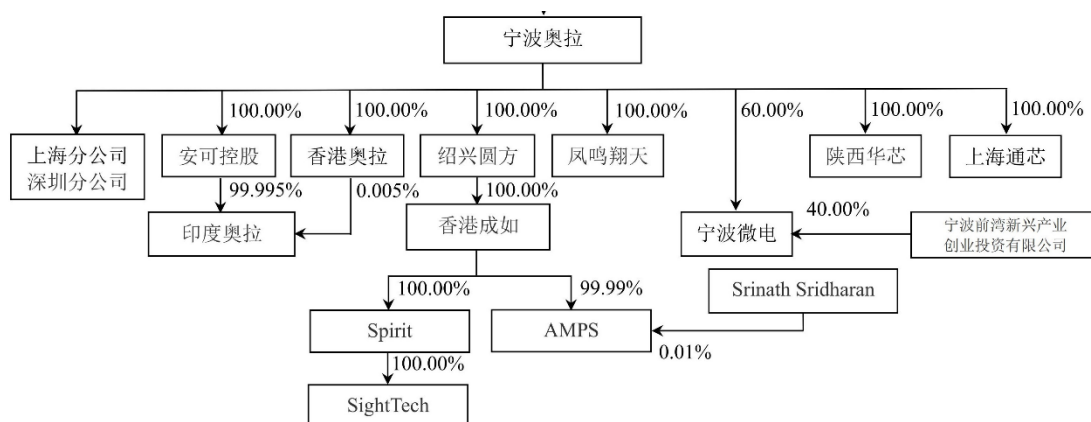 宁波奥拉
100.00%
100.00%
100.00%
100.00%
60.00%
100.00%
100.00%
上海分公司
深圳分公司
安可控股
香港奥拉
绍兴圆方
凤鸣翔天
陕西华芯
上海通芯
99.995%
0.005%
100.00%
印度奥拉
香港成如
宁波微电
40.00%
宁波前湾新兴产业
创业投资有限公司
100.00%
99.99%
Srinath Sridharan
Spirit
AMPS
0.01%
100.00%
SightTech